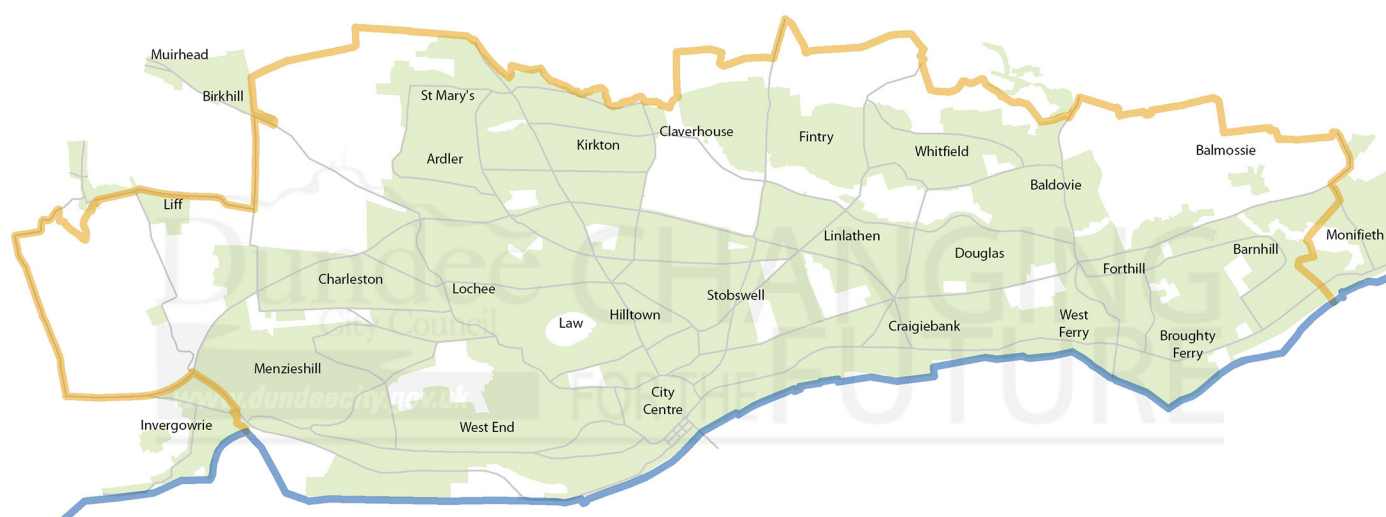 Muirhead
Birkhill
St Mary's
Claverhouse
Kirkton
Fintry
Whitfield
Balmossie
Ardler
Baldovie
Liff
Linlathen
Monifieth
Douglas
Barnhill
Forthill
Charleston
Lochee
Stobswell
Dundee
City Council
CHANGING
FOR THE
FUTURE
www.dundeecity.gov.uk
Law
Hilltown
Craigiebank
West
Ferry
Broughty
Ferry
Menzieshill
City
Centre
Invergowrie
West End